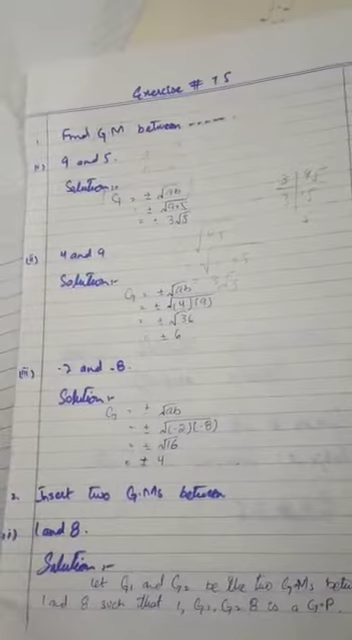 Exercise # 7.5
1. Find G.M between -----.
(i) 9 and 5.
Solution:-
G = ± √ab
= ± √9×5
= ± 3√5
(ii) 4 and 9
Solution:-
G = ± √ab
= ± √(4)(9)
= ± √36
± 6
(iii) -2 and -8.
Solution:-
G = ± √ab
= ± √(-2)(-8)
= ± √16
= ± 4
2. Insert two G.Ms between
1 and 8.
Solution:-
Let G1 and G2 be the two G.Ms betw
1 and 8 such that 1, G1, G2 8 is a G.P.